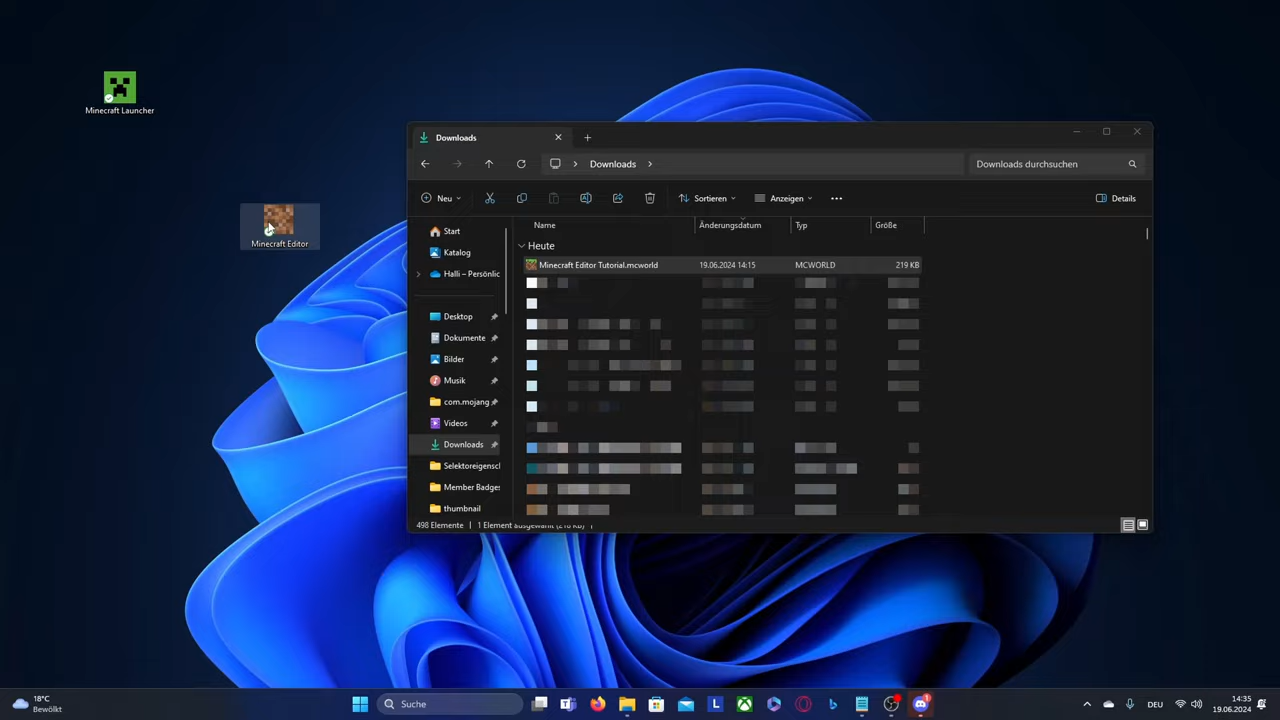 Minecraft Launcher
Minecraft Editor
Downloads
Downloads
Downloads durchsuchen
Neu
Sortieren
Anzeigen
Details
Name
Änderungsdatum
Typ
Größe
Start
Katalog
Halli – Persönlic
Desktop
Dokumente
Bilder
Musik
com.mojang
Videos
Downloads
Selektoreigensch
Member Badges
thumbnail
Heute
Minecraft Editor Tutorial.mcworld 19.06.2024 14:15 MCWORLD 219 KB
498 Elemente
1 Element ausgewählt (218 KB)
18°C
Bewölkt
Suche
1
DEU
14:35
19.06.2024